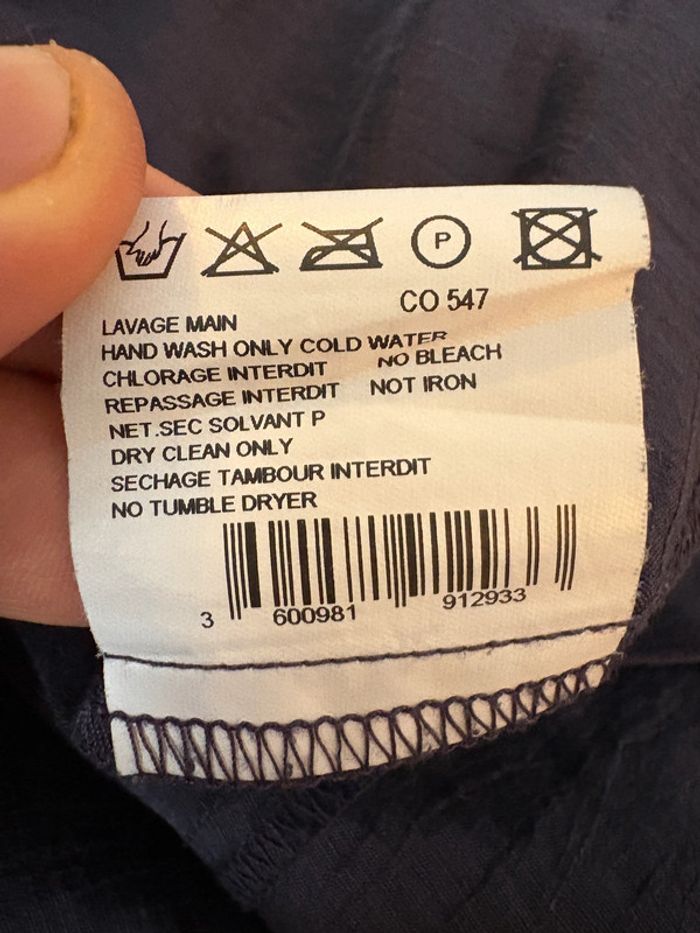 P
CO 547
LAVAGE MAIN
HAND WASH ONLY COLD WATER
CHLORAGE INTERDIT NO BLEACH
REPASSAGE INTERDIT NOT IRON
NET.SEC SOLVANT P
DRY CLEAN ONLY
SECHAGE TAMBOUR INTERDIT
NO TUMBLE DRYER
3 600981 912933